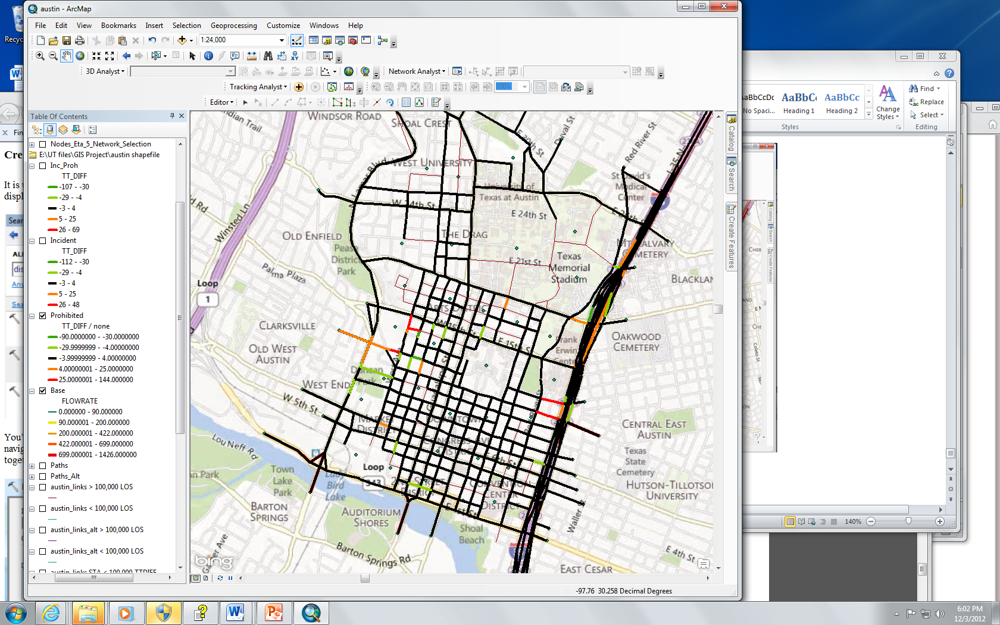 austin - ArcMap
File Edit View Bookmarks Insert Selection Geoprocessing Customize Windows Help
1:24,000
3D Analyst
Network Analyst
Tracking Analyst
100%
Editor
Table Of Contents
Nodes_Eta_5_Network_Selection
E:\UT files\GIS Project\austin shapefile
Inc_Proh
TT_DIFF
-107 - -30
-29 - -4
-3 - 4
5 - 25
26 - 69
Incident
TT_DIFF
-112 - -30
-29 - -4
-3 - 4
5 - 25
26 - 48
Prohibited
TT_DIFF / none
-90.0000000 - -30.0000000
-29.9999999 - -4.00000000
-3.99999999 - 4.00000000
4.00000001 - 25.0000000
25.0000001 - 144.000000
Base
FLOWRATE
0.000000 - 90.000000
90.000001 - 200.000000
200.000001 - 422.000000
422.000001 - 699.000000
699.000001 - 1426.000000
Paths
Paths_Alt
austin_links > 100,000 LOS
austin_links < 100,000 LOS
austin_links_alt > 100,000 LOS
austin_links_alt < 100,000 LOS
WINDSOR ROAD
SHOAL CREST
Duval St
Red River St
WEST UNIVERSITY
St David's
Medical
Center
University of
Texas at Austin
W 24th St
E 24th St
Winsted Ln
OLD ENFIELD
THE DRAG
Pease
District
Park
E 21st St
Texas
Memorial
Stadium
MT CALVARY
CEMETERY
BLACKLAN
Palma Plaza
Loop
1
ARTS DISTRICT
CLARKSVILLE
W 15th St
E 15th St
OLD WEST
AUSTIN
Frank
Erwin
Center
OAKWOOD
CEMETERY
Duncan
Park
WEST END
W 5th St
MARKET
DISTRICT
DOWNTOWN
CENTRAL EAST
AUSTIN
Lou Neff Rd
Texas
State
Cemetery
Loop
343
Town
Lake
Park
Lady
Bird
Lake
2ND STREET
DISTRICT
CONVENTION
CENTER
DISTRICT
HUTSON-TILLOTSO
UNIVERSITY
BARTON
SPRINGS
AUDITORIUM
SHORES
E 1st St
Waller St
Shoal
Beach
Barton Springs Rd
E 4th St
EAST CESAR
bing
Catalog
Search
Create Features
-97.76 30.258 Decimal Degrees
AaBbCcDc AaBbC AaBbCc
No Spaci... Heading 1 Heading 2
Change
Styles
Find
Replace
Select
Styles
Editing
140%
Recyc
Fin
Cre
It is
displ
Sear
dis
You'
navig
toget
6:02 PM
12/3/2012